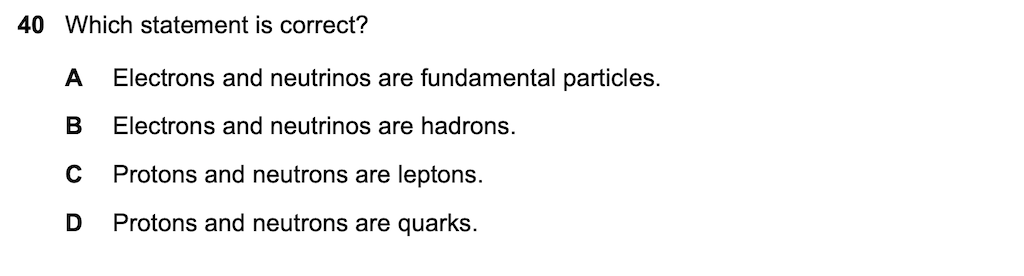 40 Which statement is correct?
A Electrons and neutrinos are fundamental particles.
B Electrons and neutrinos are hadrons.
C Protons and neutrons are leptons.
D Protons and neutrons are quarks.